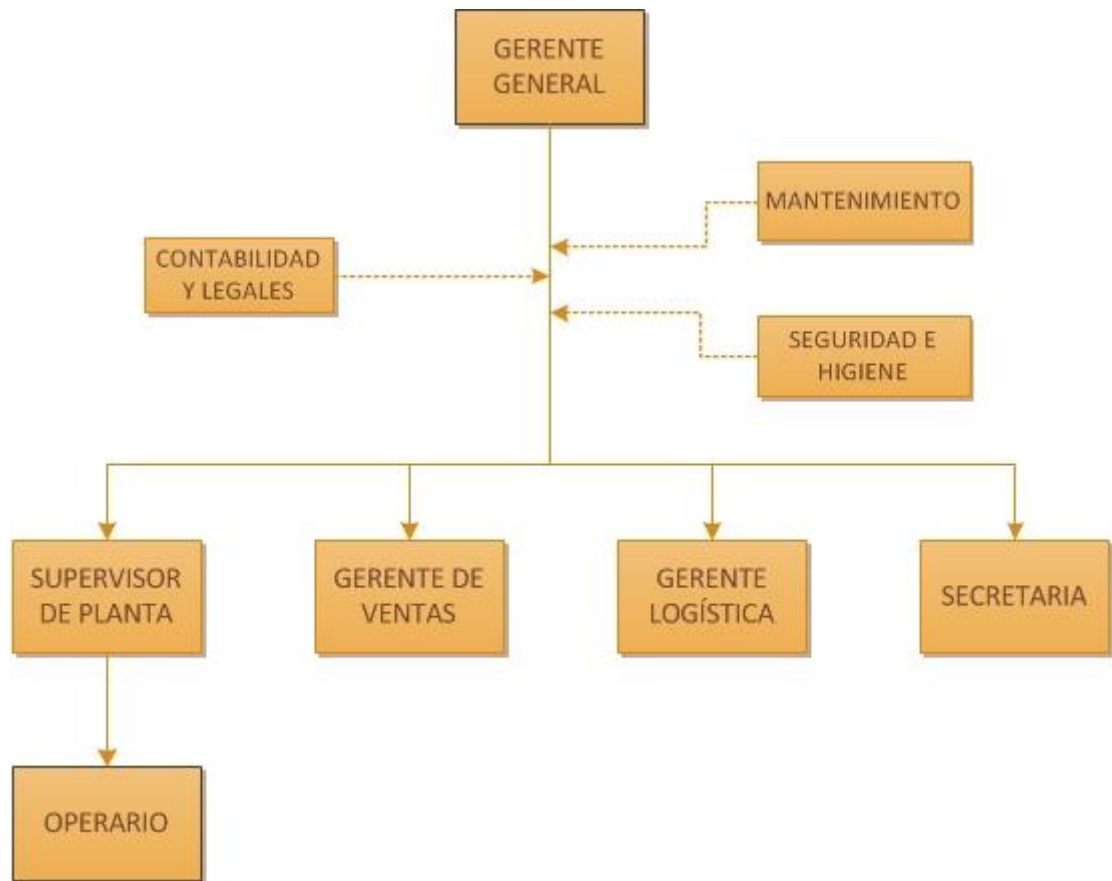 GERENTE
GENERAL
MANTENIMIENTO
CONTABILIDAD
Y LEGALES
SEGURIDAD E
HIGIENE
SUPERVISOR
DE PLANTA
GERENTE DE
VENTAS
GERENTE
LOGÍSTICA
SECRETARIA
OPERARIO